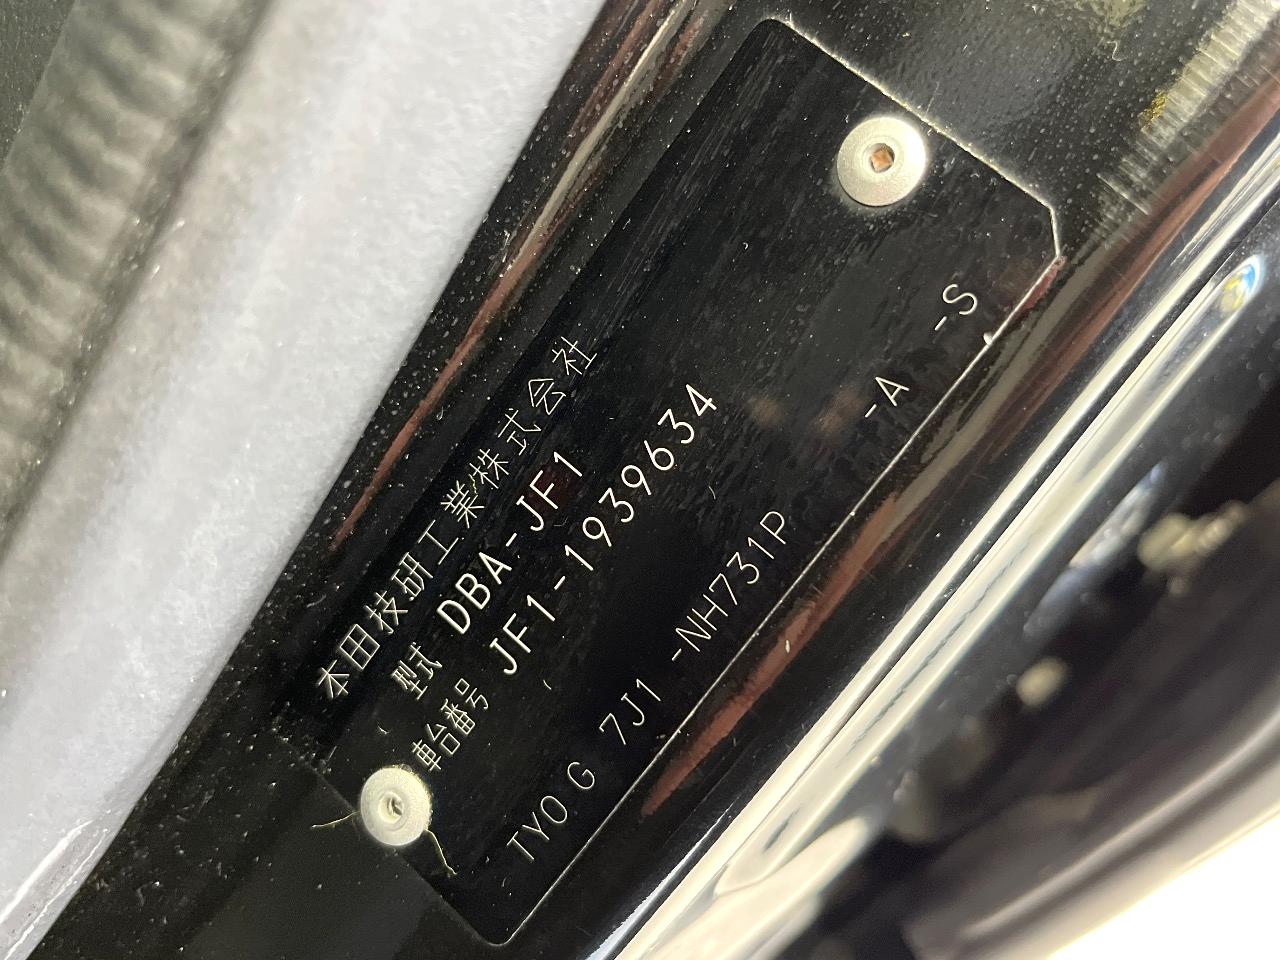 本田技研工業株式会社
型式 DBA-JF1
車台番号 JF1-1939634
TY0 G 7J1 -NH731P -A -S